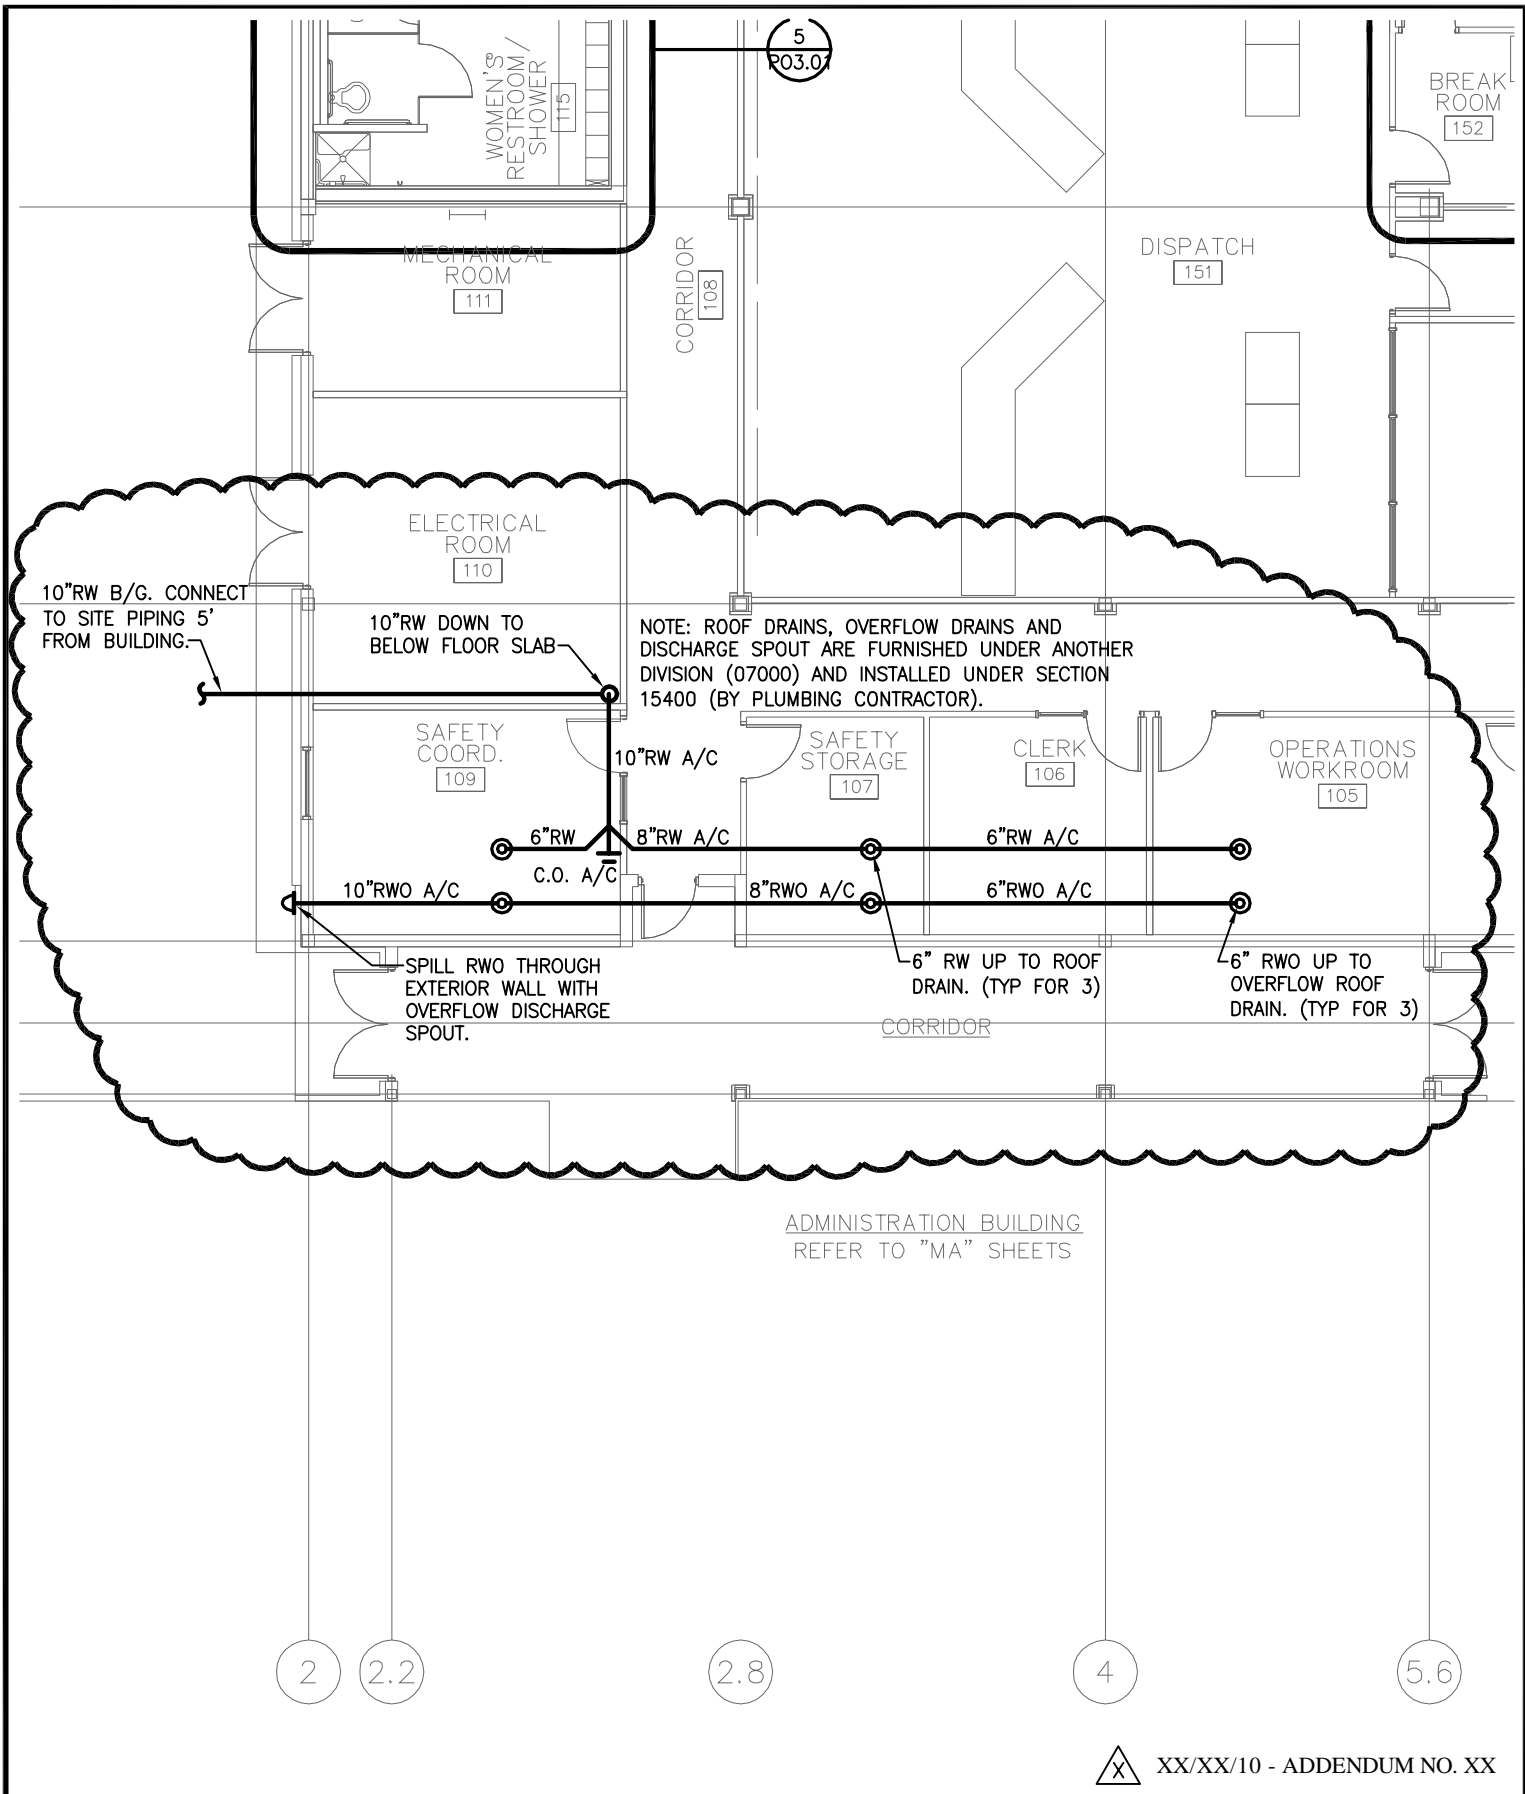 5
P03.01
WOMEN'S
RESTROOM /
SHOWER
115
BREAK
ROOM
152
MECHANICAL
ROOM
111
CORRIDOR
108
DISPATCH
151
ELECTRICAL
ROOM
110
10"RW B/G. CONNECT
TO SITE PIPING 5'
FROM BUILDING.
10"RW DOWN TO
BELOW FLOOR SLAB
NOTE: ROOF DRAINS, OVERFLOW DRAINS AND
DISCHARGE SPOUT ARE FURNISHED UNDER ANOTHER
DIVISION (07000) AND INSTALLED UNDER SECTION
15400 (BY PLUMBING CONTRACTOR).
SAFETY
COORD.
109
10"RW A/C
SAFETY
STORAGE
107
CLERK
106
OPERATIONS
WORKROOM
105
6"RW
8"RW A/C
6"RW A/C
C.O. A/C
10"RWO A/C
8"RWO A/C
6"RWO A/C
SPILL RWO THROUGH
EXTERIOR WALL WITH
OVERFLOW DISCHARGE
SPOUT.
6" RW UP TO ROOF
DRAIN. (TYP FOR 3)
6" RWO UP TO
OVERFLOW ROOF
DRAIN. (TYP FOR 3)
CORRIDOR
ADMINISTRATION BUILDING
REFER TO "MA" SHEETS
2
2.2
2.8
4
5.6
X
XX/XX/10 - ADDENDUM NO. XX